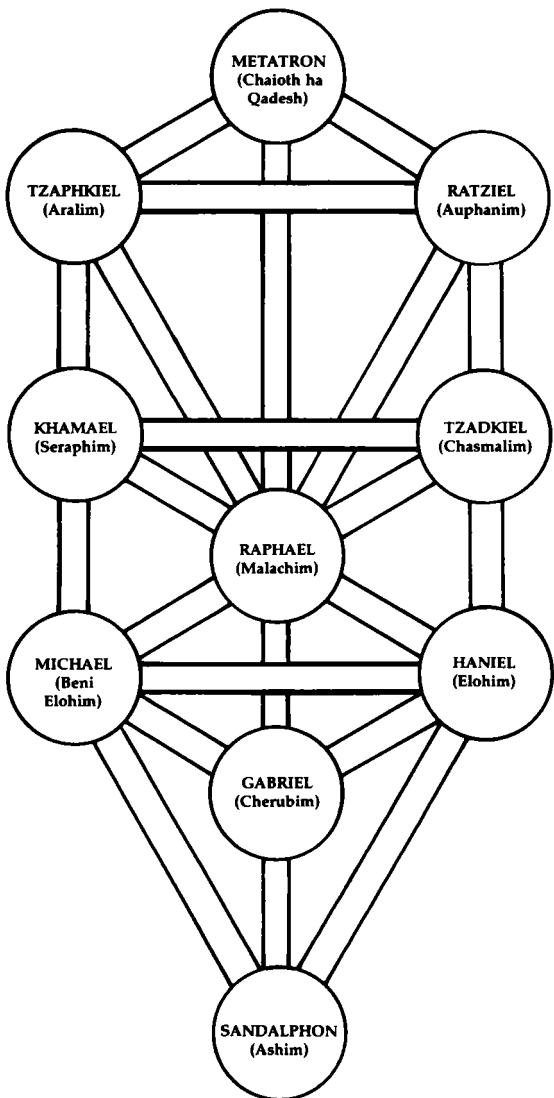 METATRON
(Chaioth ha
Qadesh)
TZAPHKIEL
(Aralim)
RATZIEL
(Auphanim)
KHAMAEL
(Seraphim)
TZADKIEL
(Chasmalim)
RAPHAEL
(Malachim)
MICHAEL
(Beni
Elohim)
HANIEL
(Elohim)
GABRIEL
(Cherubim)
SANDALPHON
(Ashim)